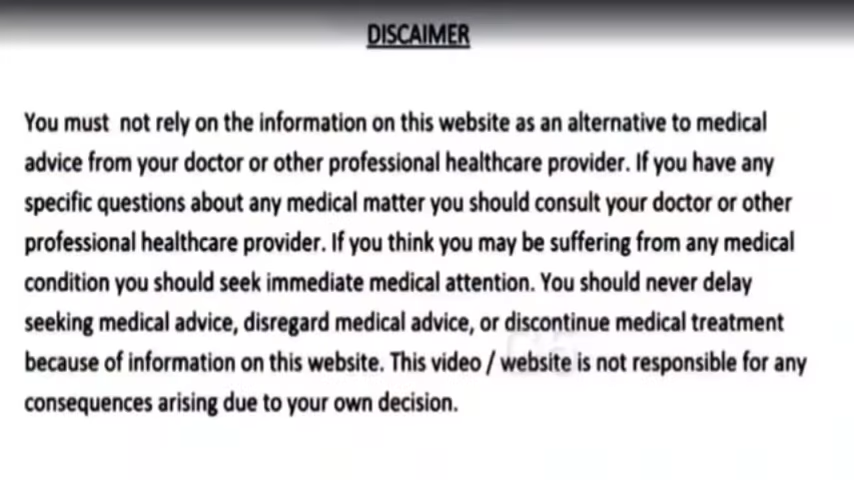 DISCAIMER
You must not rely on the information on this website as an alternative to medical
advice from your doctor or other professional healthcare provider. If you have any
specific questions about any medical matter you should consult your doctor or other
professional healthcare provider. If you think you may be suffering from any medical
condition you should seek immediate medical attention. You should never delay
seeking medical advice, disregard medical advice, or discontinue medical treatment
because of information on this website. This video / website is not responsible for any
consequences arising due to your own decision.